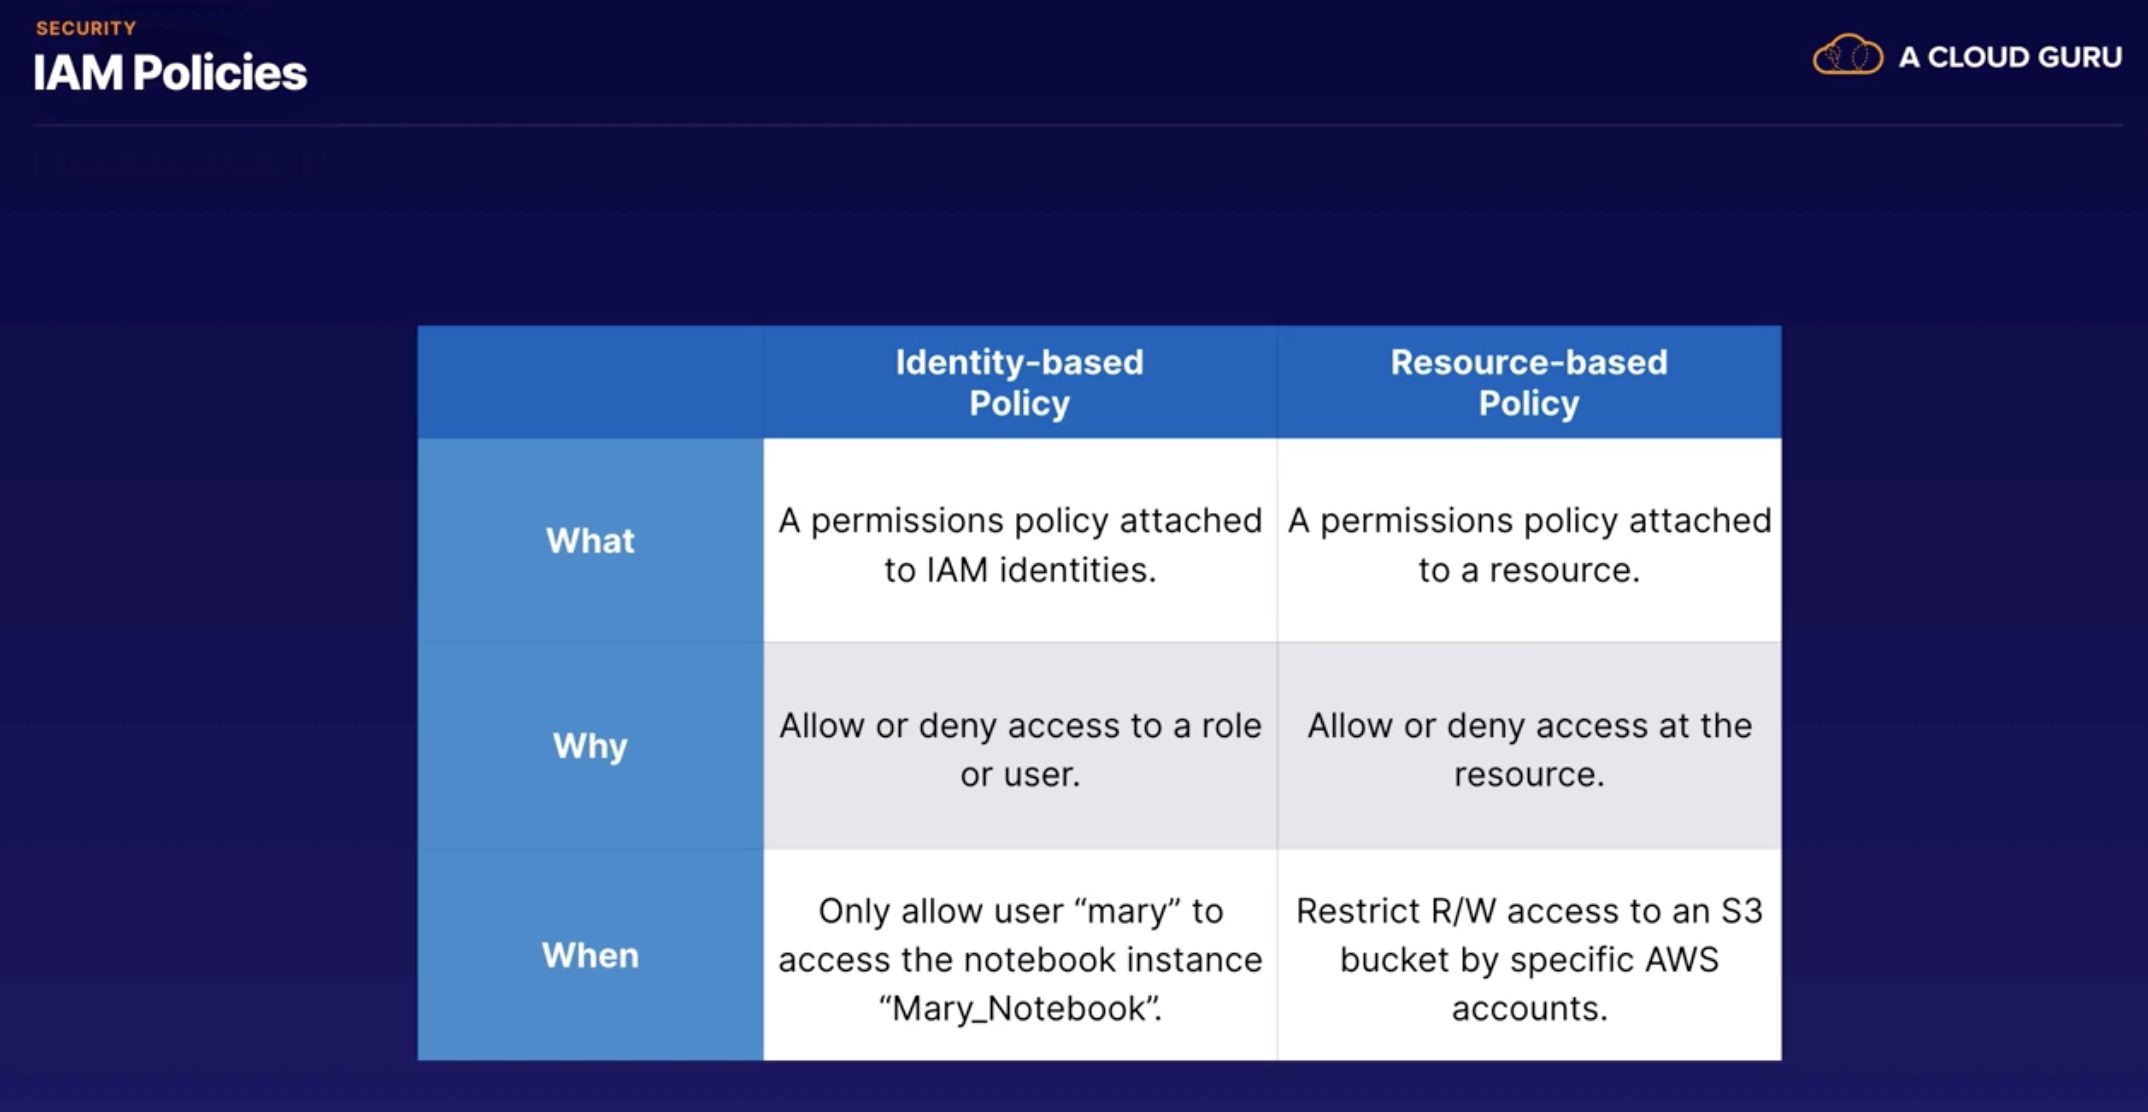 SECURITY
IAM Policies
A CLOUD GURU
Identity-based
Policy
Resource-based
Policy
What
A permissions policy attached
to IAM identities.
A permissions policy attached
to a resource.
Why
Allow or deny access to a role
or user.
Allow or deny access at the
resource.
When
Only allow user “mary” to
access the notebook instance
“Mary_Notebook”.
Restrict R/W access to an S3
bucket by specific AWS
accounts.